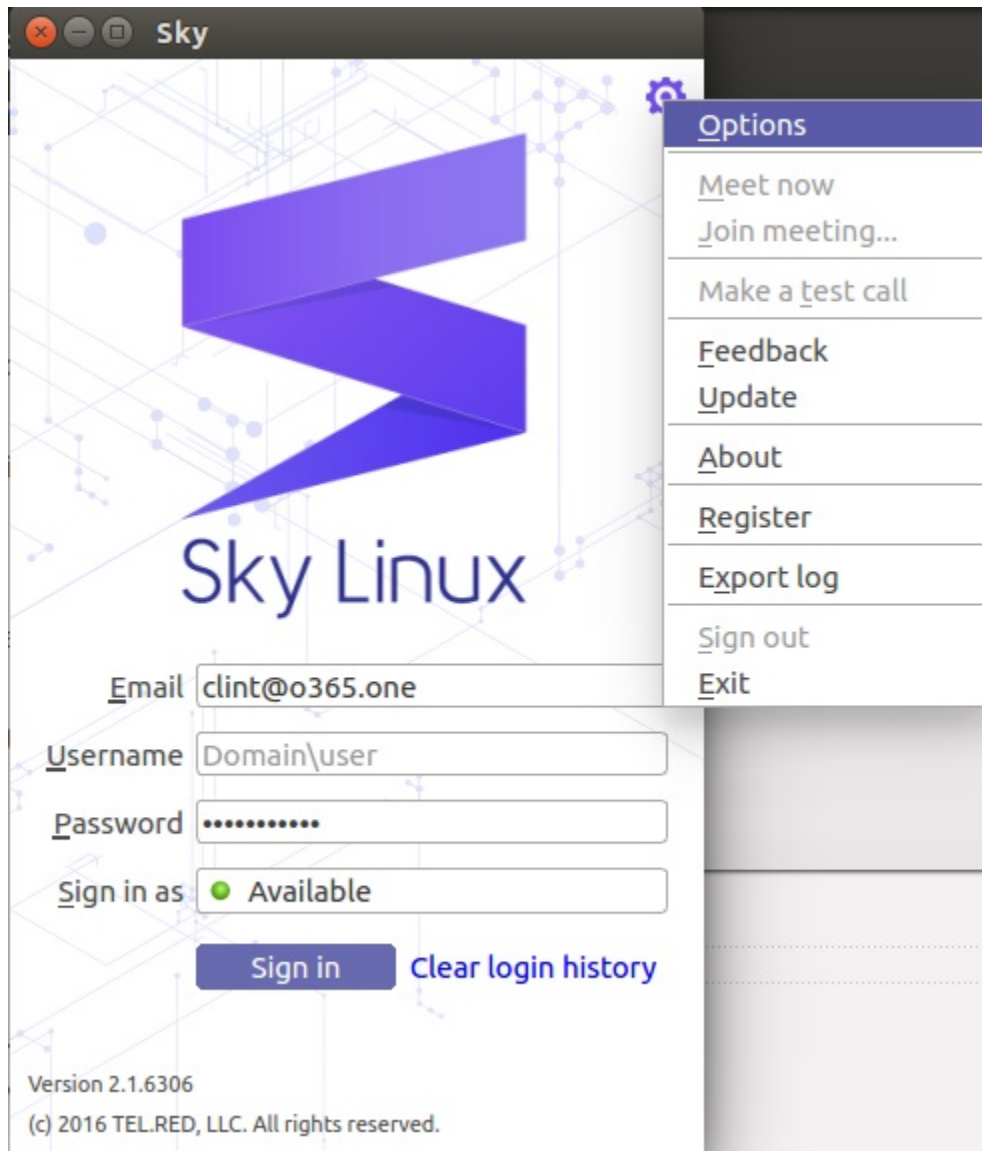 Sky
Options
Meet now
Join meeting...
Make a test call
Feedback
Update
About
Register
Export log
Sign out
Exit
Sky Linux
Email clint@o365.one
Username Domain\user
Password •••••••••••
Sign in as Available
Sign in Clear login history
Version 2.1.6306
(c) 2016 TEL.RED, LLC. All rights reserved.